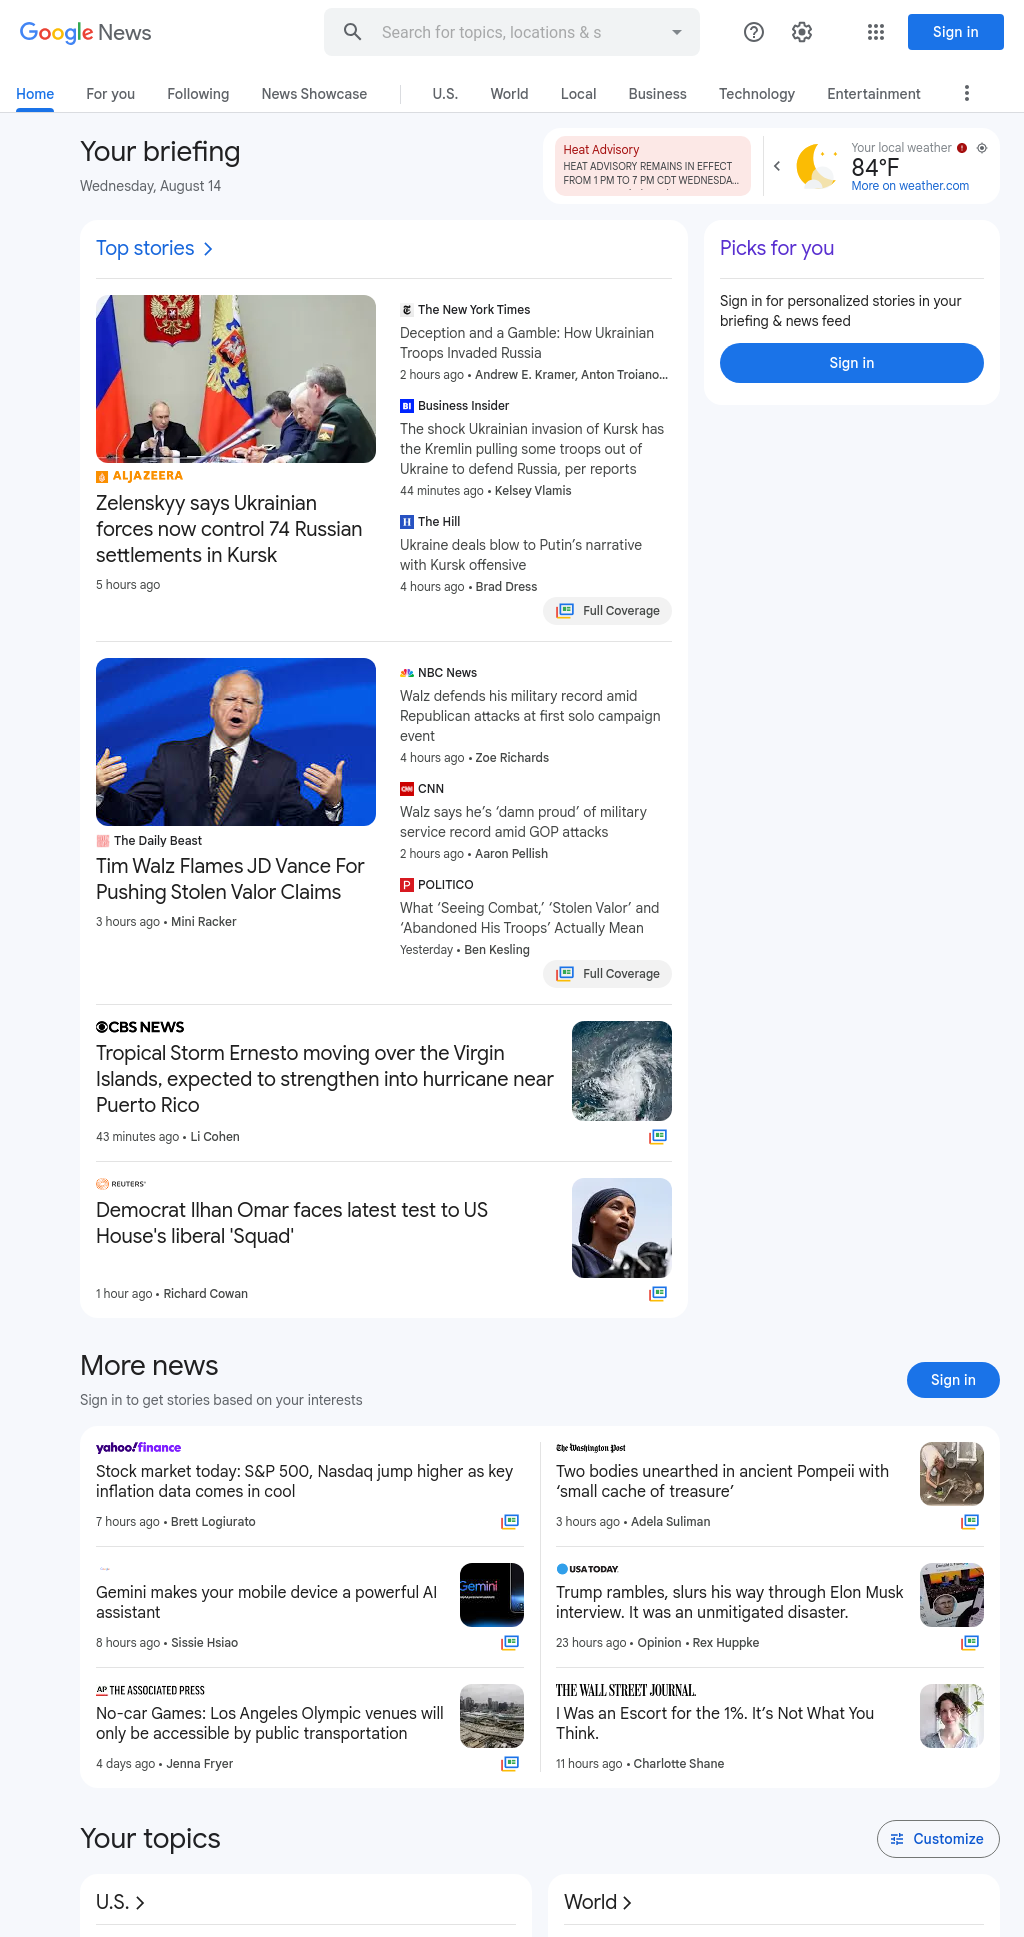 Google News
Search for topics, locations & s
Sign in
Home
For you
Following
News Showcase
U.S.
World
Local
Business
Technology
Entertainment
Your briefing
Wednesday, August 14
Heat Advisory
HEAT ADVISORY REMAINS IN EFFECT
FROM 1 PM TO 7 PM CDT WEDNESDA...
Your local weather
84°F
More on weather.com
Top stories
ALJAZEERA
Zelenskyy says Ukrainian
forces now control 74 Russian
settlements in Kursk
5 hours ago
The New York Times
Deception and a Gamble: How Ukrainian
Troops Invaded Russia
2 hours ago • Andrew E. Kramer, Anton Troiano...
Business Insider
The shock Ukrainian invasion of Kursk has
the Kremlin pulling some troops out of
Ukraine to defend Russia, per reports
44 minutes ago • Kelsey Vlamis
The Hill
Ukraine deals blow to Putin’s narrative
with Kursk offensive
4 hours ago • Brad Dress
Full Coverage
Picks for you
Sign in for personalized stories in your
briefing & news feed
Sign in
The Daily Beast
Tim Walz Flames JD Vance For
Pushing Stolen Valor Claims
3 hours ago • Mini Racker
NBC News
Walz defends his military record amid
Republican attacks at first solo campaign
event
4 hours ago • Zoe Richards
CNN
Walz says he’s ‘damn proud’ of military
service record amid GOP attacks
2 hours ago • Aaron Pellish
POLITICO
What ‘Seeing Combat,’ ‘Stolen Valor’ and
‘Abandoned His Troops’ Actually Mean
Yesterday • Ben Kesling
Full Coverage
CBS NEWS
Tropical Storm Ernesto moving over the Virgin
Islands, expected to strengthen into hurricane near
Puerto Rico
43 minutes ago • Li Cohen
REUTERS
Democrat Ilhan Omar faces latest test to US
House's liberal 'Squad'
1 hour ago • Richard Cowan
More news
Sign in to get stories based on your interests
Sign in
yahoo!finance
Stock market today: S&P 500, Nasdaq jump higher as key
inflation data comes in cool
7 hours ago • Brett Logiurato
Gemini makes your mobile device a powerful AI
assistant
8 hours ago • Sissie Hsiao
Gemini
AP THE ASSOCIATED PRESS
No-car Games: Los Angeles Olympic venues will
only be accessible by public transportation
4 days ago • Jenna Fryer
The Washington Post
Two bodies unearthed in ancient Pompeii with
‘small cache of treasure’
3 hours ago • Adela Suliman
USA TODAY
Trump rambles, slurs his way through Elon Musk
interview. It was an unmitigated disaster.
23 hours ago • Opinion • Rex Huppke
THE WALL STREET JOURNAL.
I Was an Escort for the 1%. It’s Not What You
Think.
11 hours ago • Charlotte Shane
Your topics
Customize
U.S.
World